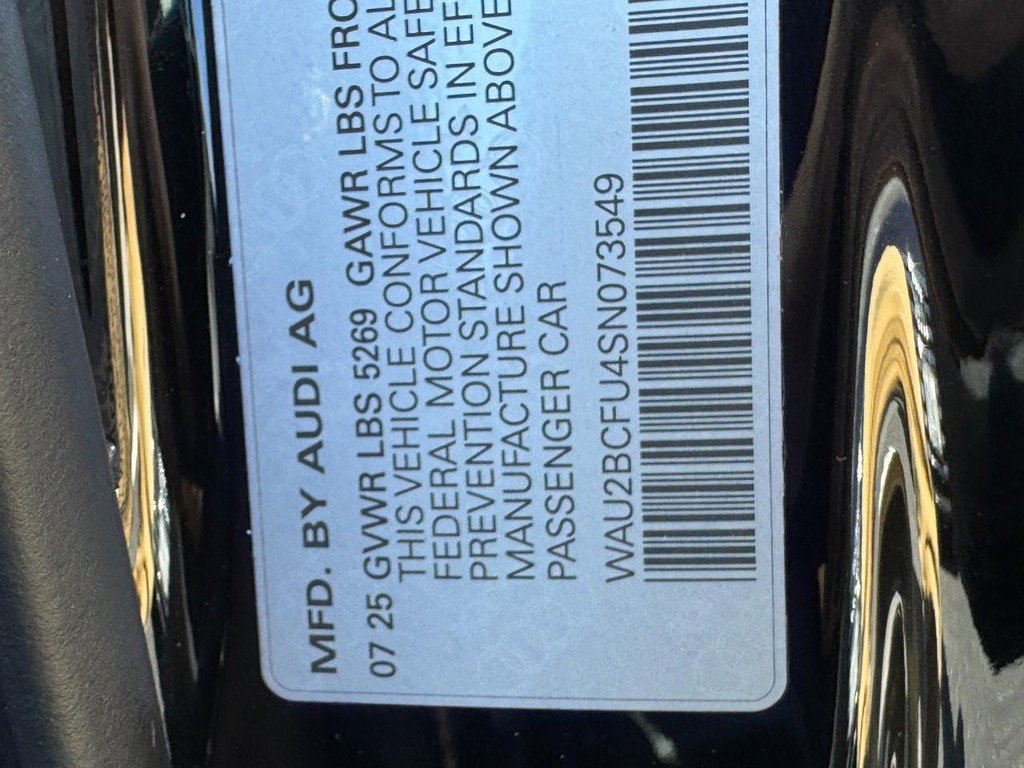 MFD. BY AUDI AG
07 25 GVWR LBS 5269 GAWR LBS FRO
THIS VEHICLE CONFORMS TO AL
FEDERAL MOTOR VEHICLE SAFE
PREVENTION STANDARDS IN EF
MANUFACTURE SHOWN ABOVE
PASSENGER CAR
WAU2BCFU4SN073549